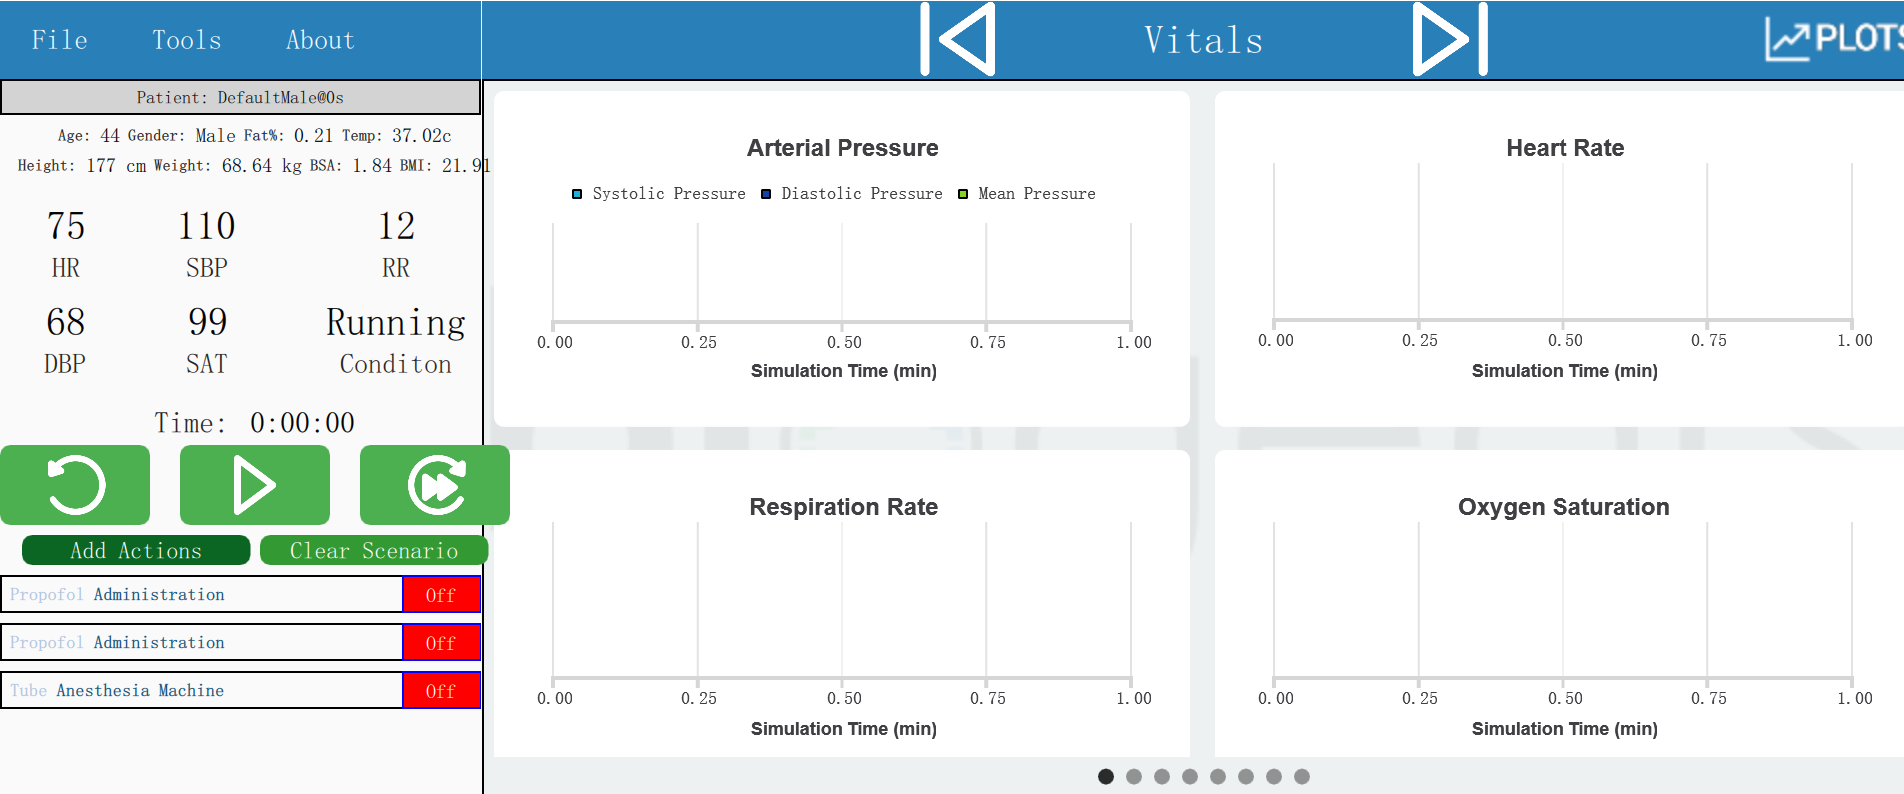 File Tools About
Vitals
PLOTS
Patient: DefaultMale@0s
Age: 44 Gender: Male Fat%: 0.21 Temp: 37.02c
Height: 177 cm Weight: 68.64 kg BSA: 1.84 BMI: 21.91
75 110 12
HR SBP RR
68 99 Running
DBP SAT Conditon
Time: 0:00:00
Add Actions Clear Scenario
Propofol Administration Off
Propofol Administration Off
Tube Anesthesia Machine Off
Arterial Pressure
Systolic Pressure Diastolic Pressure Mean Pressure
0.00 0.25 0.50 0.75 1.00
Simulation Time (min)
Heart Rate
0.00 0.25 0.50 0.75 1.00
Simulation Time (min)
Respiration Rate
0.00 0.25 0.50 0.75 1.00
Simulation Time (min)
Oxygen Saturation
0.00 0.25 0.50 0.75 1.00
Simulation Time (min)